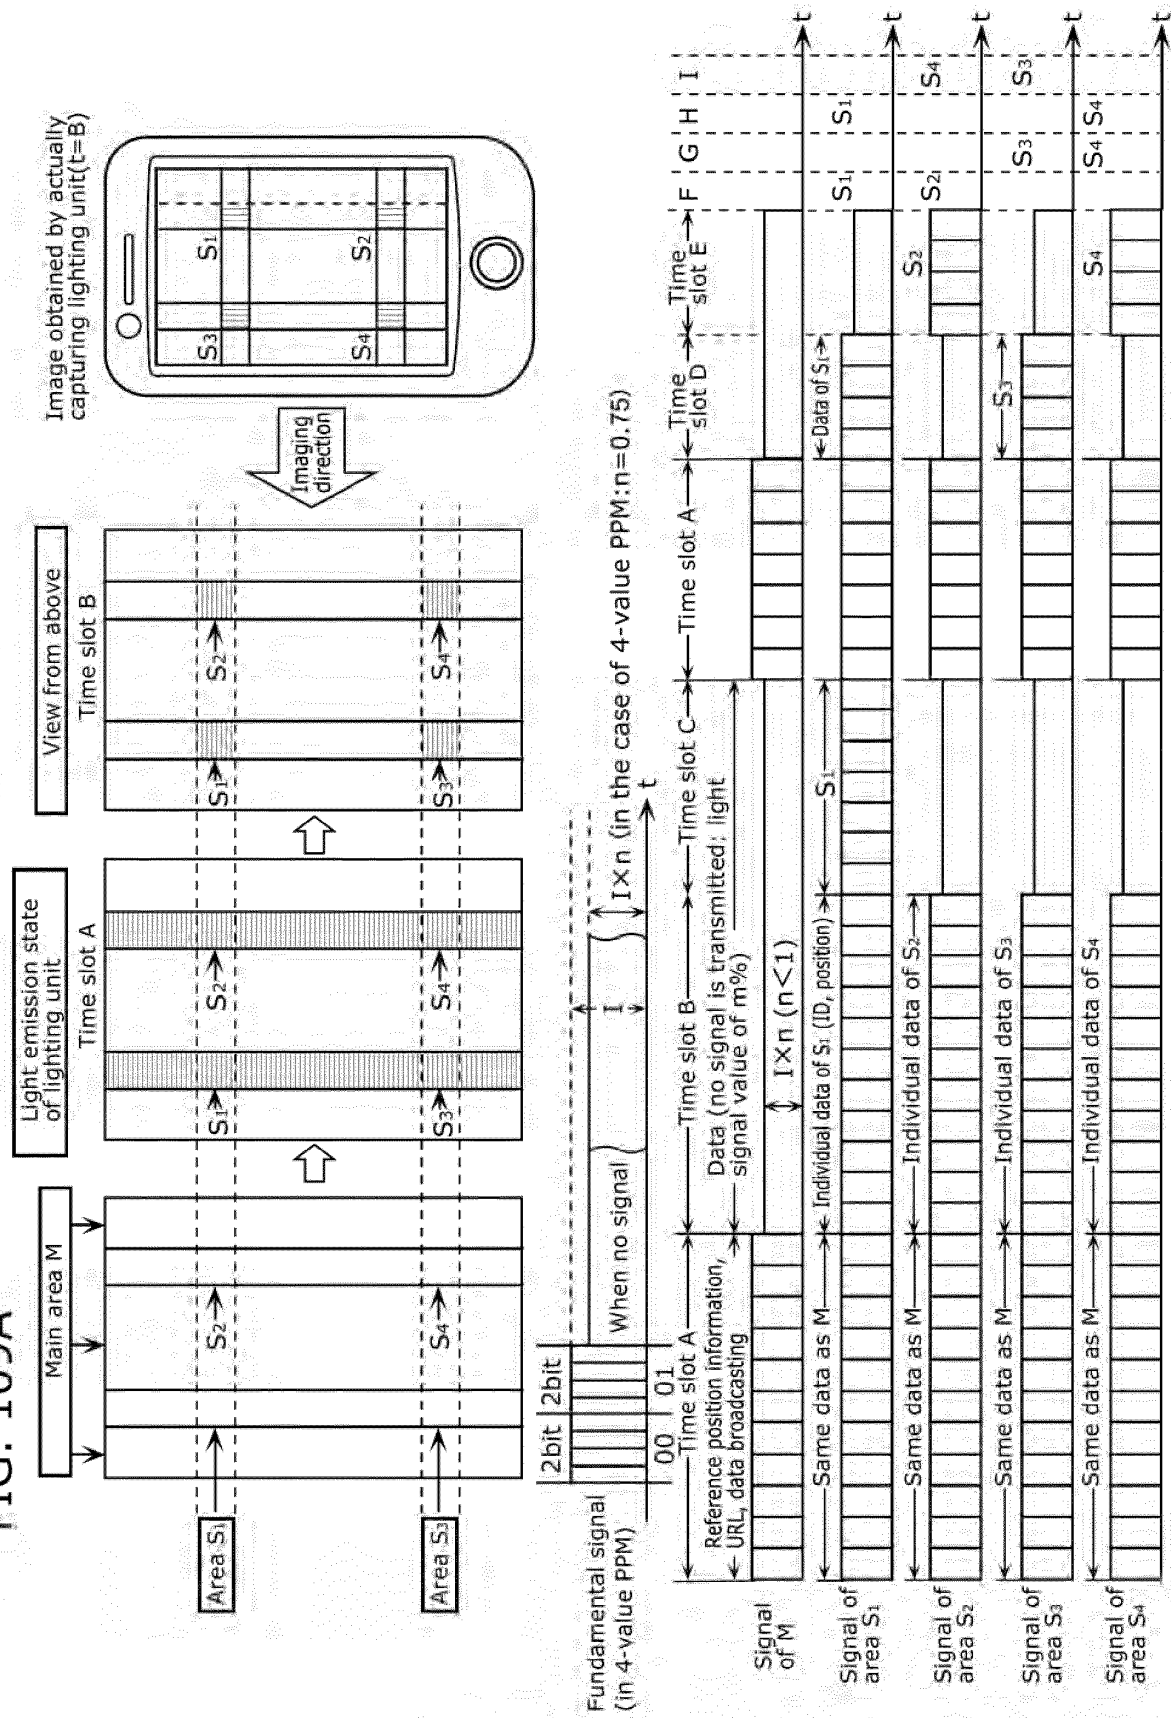 Main area M
Light emission state
of lighting unit
Time slot A
View from above
Time slot B
Image obtained by actually
capturing lighting unit(t=B)
Area S1
S2
S1
S2
S1
S2
Imaging
direction
S3
S1
S4
S2
Area S3
S4
S3
S4
S3
S4
Fundamental signal
(in 4-value PPM)
2bit
2bit
00
01
When no signal
I
I×n (in the case of 4-value PPM:n=0.75)
t
Time slot A
Time slot B
Time slot C
Time slot A
Time
slot D
Time
slot E
F
G
H
I
Reference position information,
URL, data broadcasting
Data (no signal is transmitted: light
signal value of m%)
I×n (n<1)
Signal
of M
t
Same data as M
Individual data of S1 (ID, position)
S1
Data of S1
S1
S1
Signal of
area S1
t
Same data as M
Individual data of S2
S2
S2
S4
Signal of
area S2
t
Same data as M
Individual data of S3
S3
S3
S3
Signal of
area S3
t
Same data as M
Individual data of S4
S4
S4
S4
Signal of
area S4
t